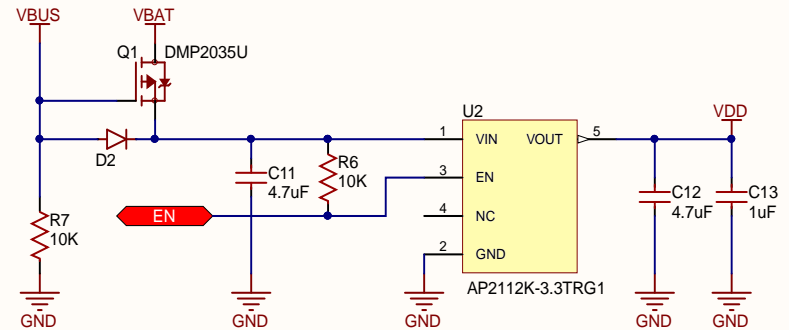 VBUS
VBAT
Q1
DMP2035U
D2
R7
10K
GND
EN
C11
4.7uF
GND
R6
10K
U2
1
VIN
VOUT
5
3
EN
4
NC
2
GND
AP2112K-3.3TRG1
GND
VDD
C12
4.7uF
GND
C13
1uF
GND